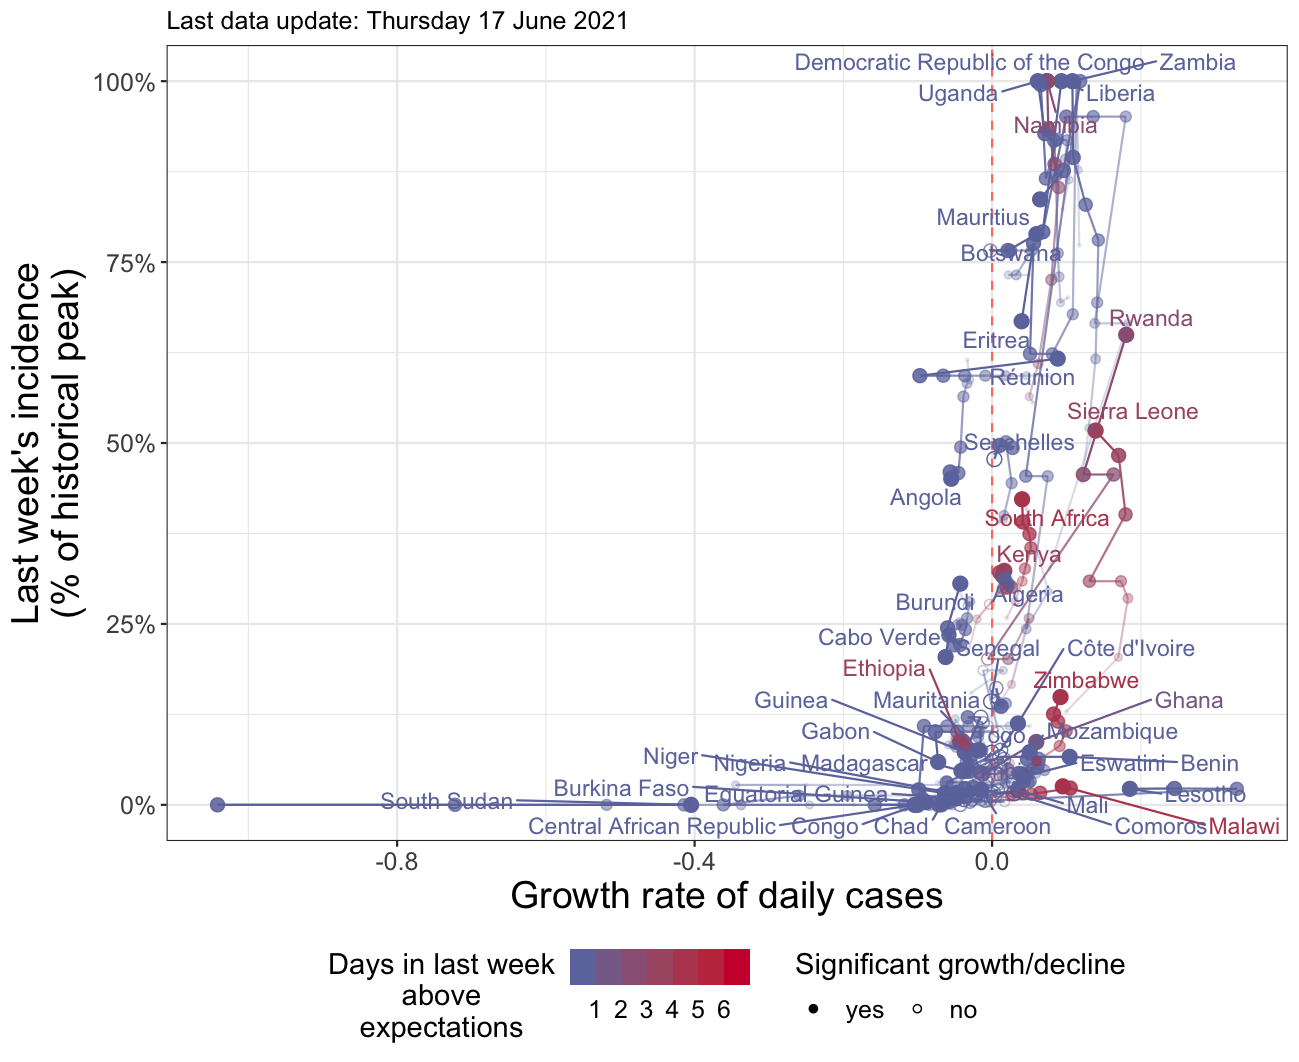 Last data update: Thursday 17 June 2021
Last week's incidence
(% of historical peak)
100%
75%
50%
25%
0%
Democratic Republic of the Congo
Zambia
Uganda
Liberia
Namibia
Mauritius
Botswana
Rwanda
Eritrea
Réunion
Sierra Leone
Seychelles
Angola
South Africa
Kenya
Algeria
Burundi
Cabo Verde
Senegal
Côte d'Ivoire
Ethiopia
Zimbabwe
Guinea
Mauritania
Ghana
Gabon
Togo
Mozambique
Niger
Nigeria
Madagascar
Eswatini
Benin
Burkina Faso
Equatorial Guinea
Lesotho
South Sudan
Mali
Central African Republic
Congo
Chad
Cameroon
Comoros
Malawi
-0.8
-0.4
0.0
Growth rate of daily cases
Days in last week
above
expectations
1 2 3 4 5 6
Significant growth/decline
yes
no